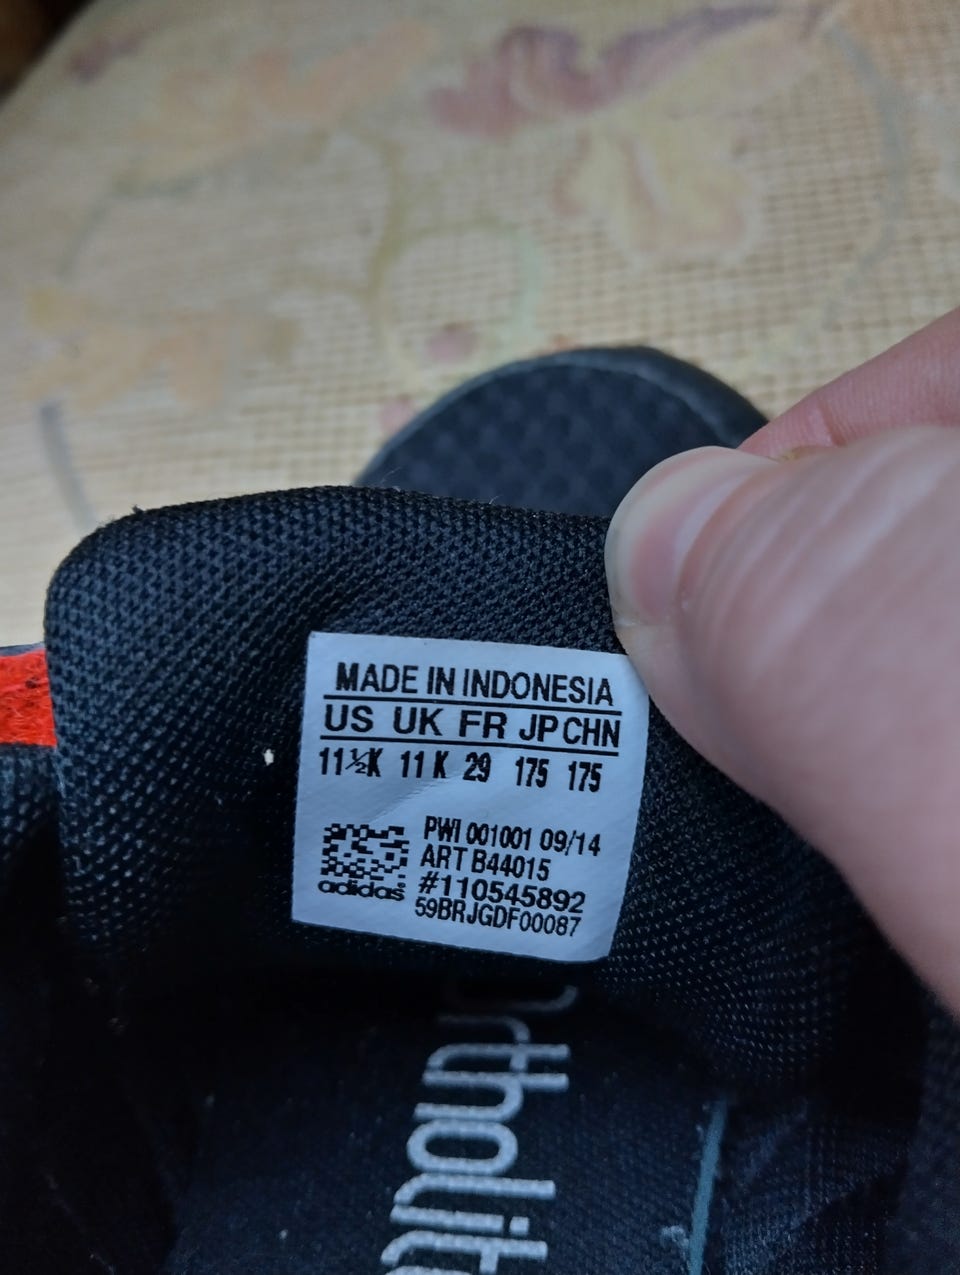 MADE IN INDONESIA
US UK FR JP CHN
11½K 11 K 29 175 175
PWI 001001 09/14
ART B44015
#110545892
59BRJGDF00087
adidas
Ortholite